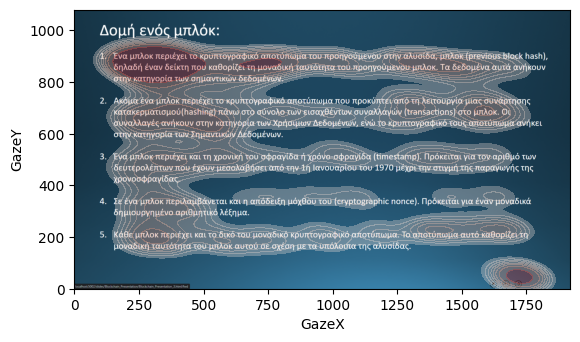 Δομή ενός μπλόκ:
1. Ένα μπλοκ περιέχει το κρυπτογραφικό αποτύπωμα του προηγούμενου στην αλυσίδα, μπλοκ (previous block hash),
δηλαδή έναν δείκτη που καθορίζει τη μοναδική ταυτότητα του προηγούμενου μπλοκ. Τα δεδομένα αυτά ανήκουν
στην κατηγορία των σημαντικών δεδομένων.
2. Ακόμα ένα μπλοκ περιέχει το κρυπτογραφικό αποτύπωμα που προκύπτει από τη λειτουργία μιας συνάρτησης
κατακερματισμού(hashing) πάνω στο σύνολο των εισαχθέντων συναλλαγών (transactions) στο μπλοκ. Οι
συναλλαγές ανήκουν στην κατηγορία των Χρήσιμων Δεδομένων, ενώ το κρυπτογραφικό τους αποτύπωμα ανήκει
στην κατηγορία των Σημαντικών Δεδομένων.
3. Ένα μπλοκ περιέχει και τη χρονική του σφραγίδα ή χρόνο-σφραγίδα (timestamp). Πρόκειται για τον αριθμό των
δευτερολέπτων που έχουν μεσολαβήσει από την 1η Ιανουαρίου του 1970 μέχρι την στιγμή της παραγωγής της
χρονοσφραγίδας.
4. Σε ένα μπλοκ περιλαμβάνεται και η απόδειξη μόχθου του (cryptographic nonce). Πρόκειται για έναν μοναδικά
δημιουργημένο αριθμητικό λέξημα.
5. Κάθε μπλοκ περιέχει και το δικό του μοναδικό κρυπτογραφικό αποτύπωμα. Το αποτύπωμα αυτό καθορίζει τη
μοναδική ταυτότητα του μπλοκ αυτού σε σχέση με τα υπόλοιπα της αλυσίδας.
GazeY
1000
800
600
400
200
0
0 250 500 750 1000 1250 1500 1750
GazeX